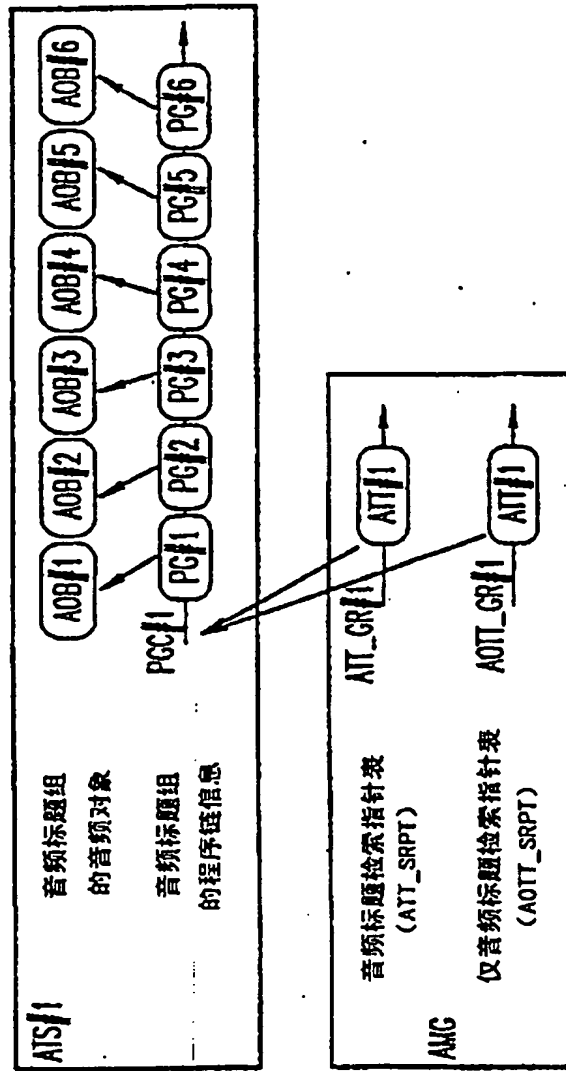 ATS#1
音频标题组
的音频对象
AOB#1 AOB#2 AOB#3 AOB#4 AOB#5 AOB#6
音频标题组
的程序链信息
PGC#1
PG#1 PG#2 PG#3 PG#4 PG#5 PG#6
音频标题检索指针表
(ATT_SRPT)
ATT_GR#1
ATT#1
仅音频标题检索指针表
(AOTT_SRPT)
AOTT_GR#1
ATT#1
AMG